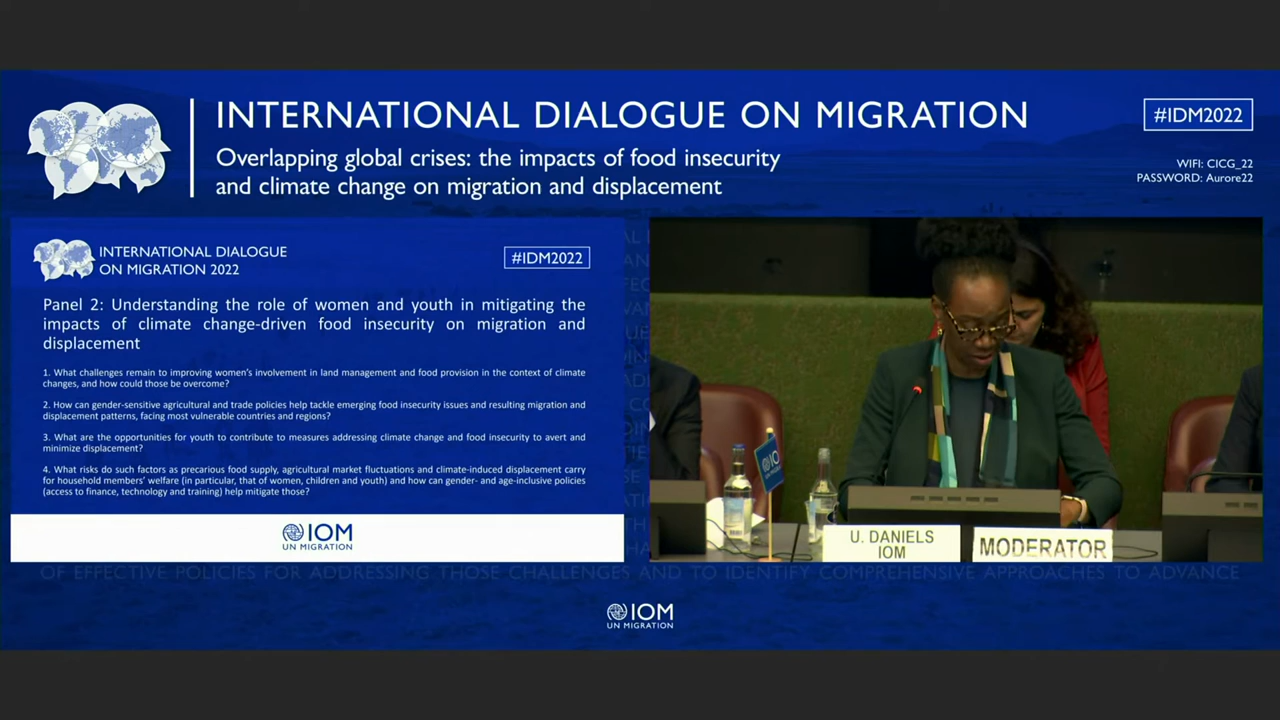 INTERNATIONAL DIALOGUE ON MIGRATION
Overlapping global crises: the impacts of food insecurity
and climate change on migration and displacement
#IDM2022
WIFI: CICG_22
PASSWORD: Aurore22
INTERNATIONAL DIALOGUE
ON MIGRATION 2022
#IDM2022
Panel 2: Understanding the role of women and youth in mitigating the
impacts of climate change-driven food insecurity on migration and
displacement
1. What challenges remain to improving women's involvement in land management and food provision in the context of climate
changes, and how could those be overcome?
2. How can gender-sensitive agricultural and trade policies help tackle emerging food insecurity issues and resulting migration and
displacement patterns, facing most vulnerable countries and regions?
3. What are the opportunities for youth to contribute to measures addressing climate change and food insecurity to avert and
minimize displacement?
4. What risks do such factors as precarious food supply, agricultural market fluctuations and climate-induced displacement carry
for household members' welfare (in particular, that of women, children and youth) and how can gender- and age-inclusive policies
(access to finance, technology and training) help mitigate those?
IOM
UN MIGRATION
U. DANIELS
IOM
MODERATOR
OF EFFECTIVE POLICIES FOR ADDRESSING THOSE CHALLENGES AND TO IDENTIFY COMPREHENSIVE APPROACHES TO ADVANCE
IOM
UN MIGRATION